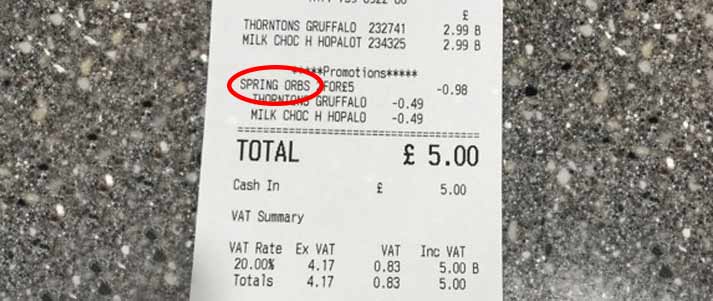 £
THORNTONS GRUFFALO 232741 2.99 B
MILK CHOC H HOPALOT 234325 2.99 B
*****Promotions*****
SPRING ORBS FOR£5 -0.98
THORNTONS GRUFFALO -0.49
MILK CHOC H HOPALO -0.49
TOTAL £ 5.00
Cash In £ 5.00
VAT Summary
VAT Rate Ex VAT VAT Inc VAT
20.00% 4.17 0.83 5.00 B
Totals 4.17 0.83 5.00